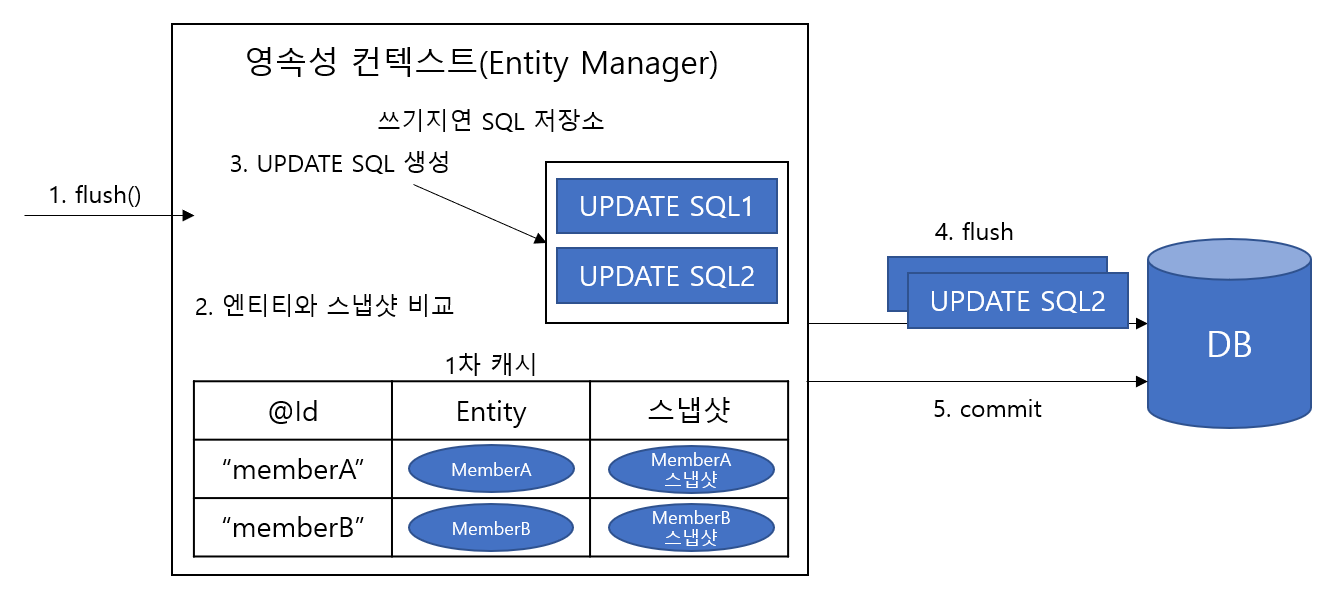 영속성 컨텍스트(Entity Manager)
쓰기지연 SQL 저장소
3. UPDATE SQL 생성
1. flush()
UPDATE SQL1
UPDATE SQL2
2. 엔티티와 스냅샷 비교
4. flush
UPDATE SQL2
DB
5. commit
1차 캐시
@Id
Entity
스냅샷
“memberA”
MemberA
MemberA
스냅샷
“memberB”
MemberB
MemberB
스냅샷